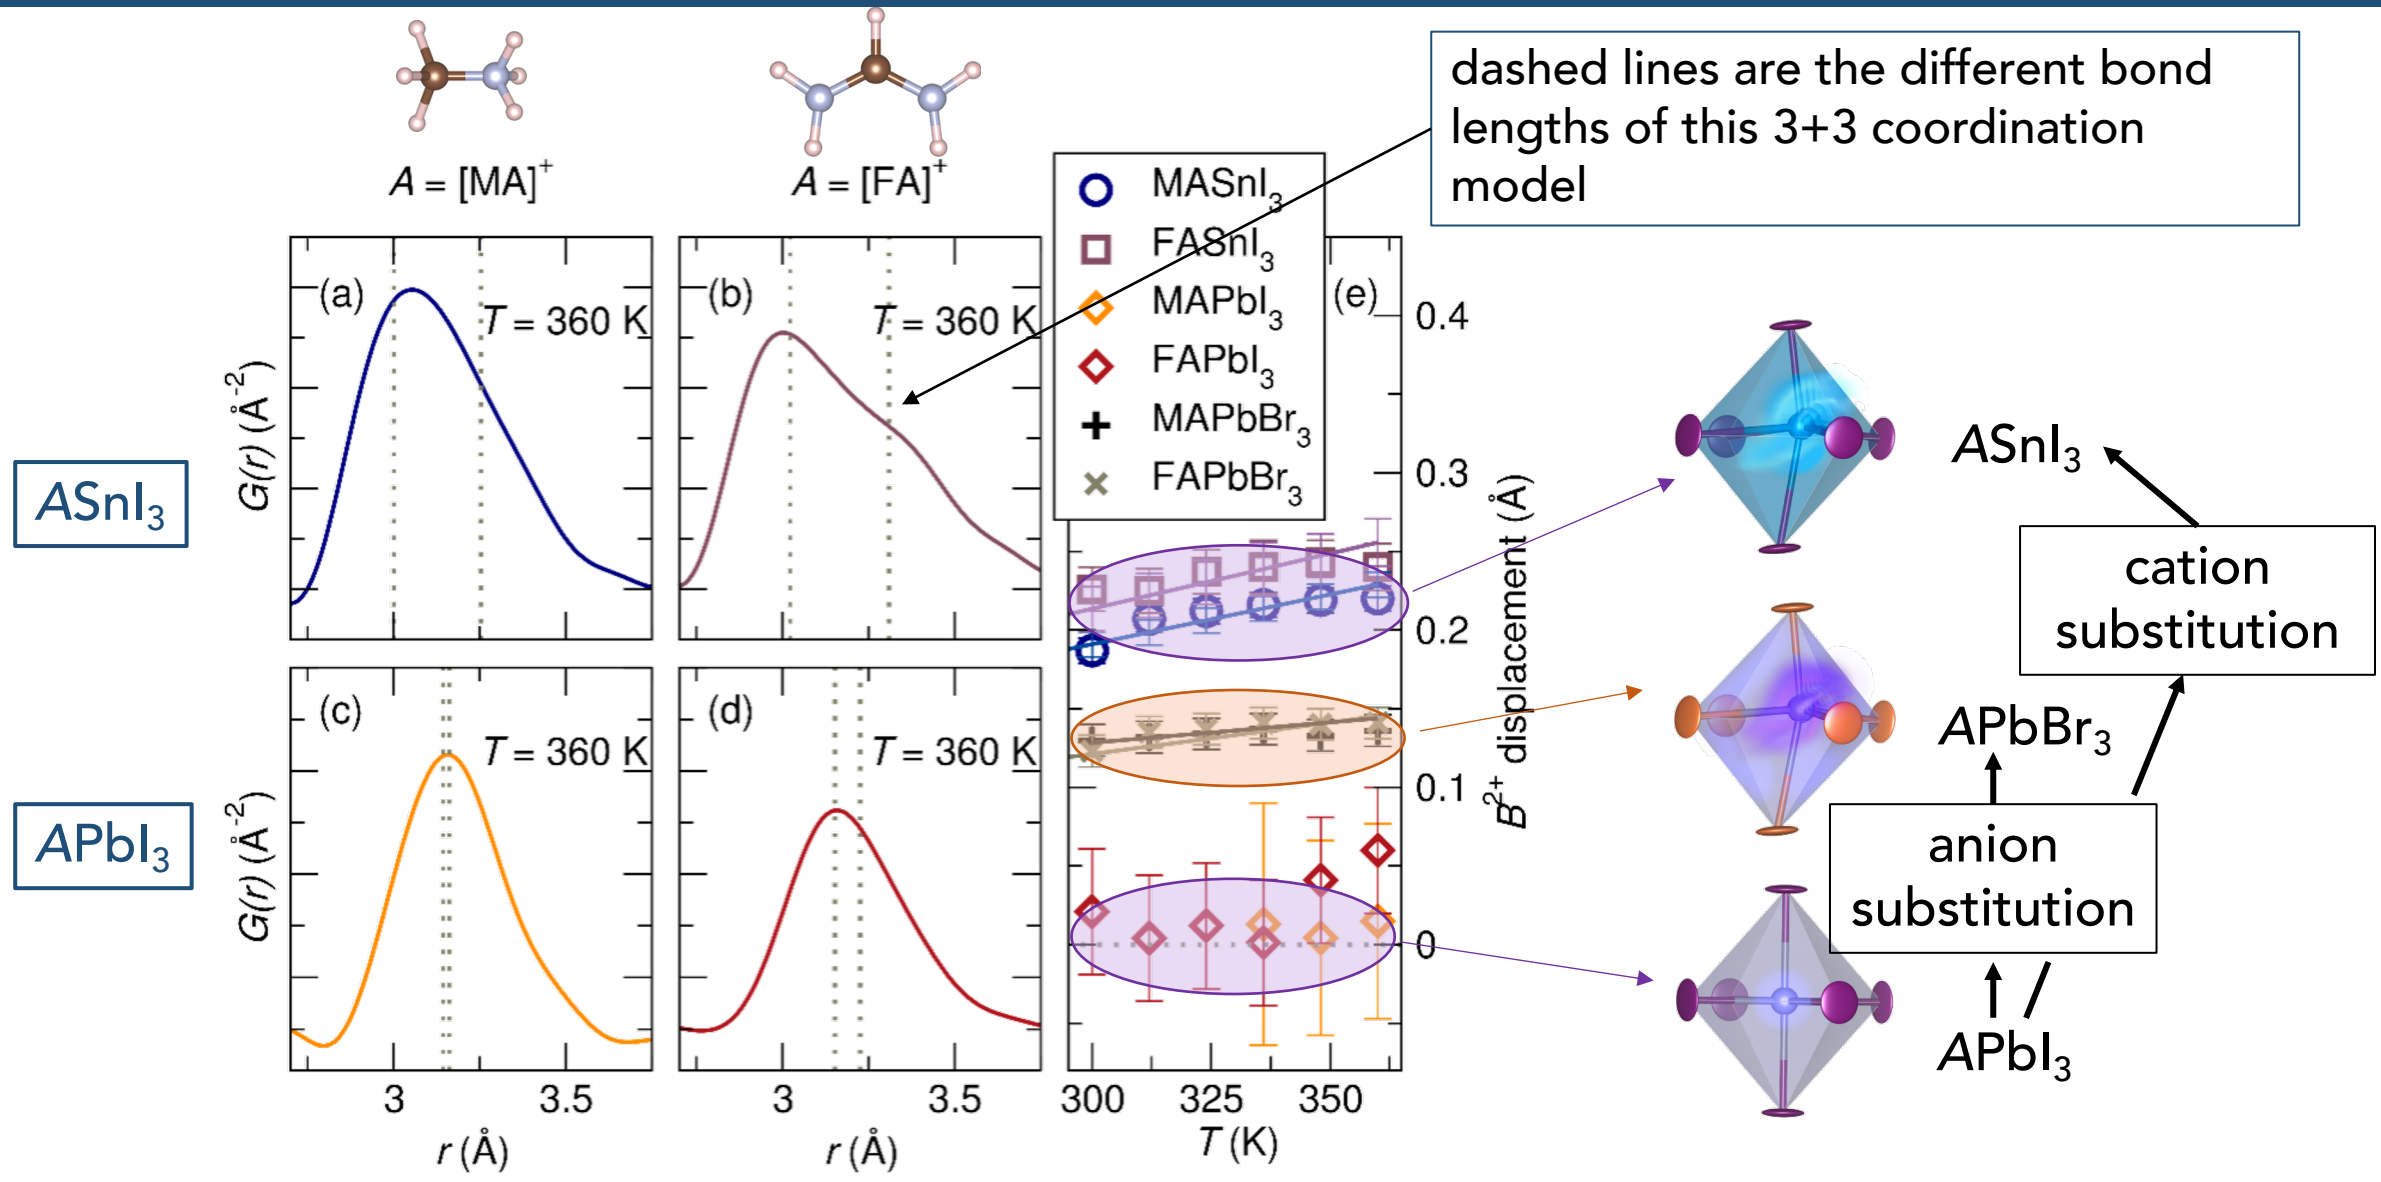 dashed lines are the different bond
lengths of this 3+3 coordination
model
A = [MA]⁺
A = [FA]⁺
MASnI₃
FASnI₃
MAPbI₃
FAPbI₃
MAPbBr₃
FAPbBr₃
(a)
T = 360 K
(b)
T = 360 K
(e)
G(r) (Å⁻²)
ASnI₃
(c)
T = 360 K
(d)
T = 360 K
G(r) (Å⁻²)
APbI₃
3
3.5
r (Å)
3
3.5
r (Å)
0.4
0.3
0.2
0.1
0
B²⁺ displacement (Å)
300
325
350
T (K)
ASnI₃
cation
substitution
APbBr₃
anion
substitution
APbI₃